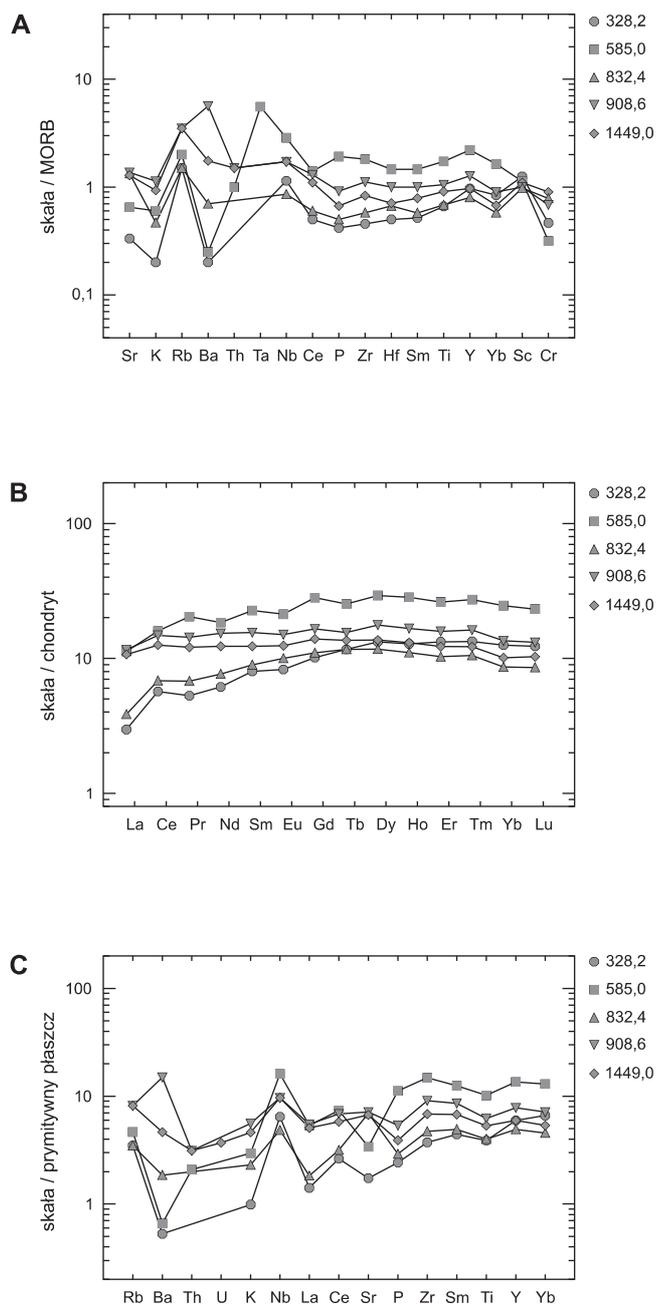 A
skała / MORB
10
1
0,1
Sr K Rb Ba Th Ta Nb Ce P Zr Hf Sm Ti Y Yb Sc Cr
328,2
585,0
832,4
908,6
1449,0
B
skała / chondryt
100
10
1
La Ce Pr Nd Sm Eu Gd Tb Dy Ho Er Tm Yb Lu
328,2
585,0
832,4
908,6
1449,0
C
skała / prymitywny płaszcz
100
10
1
Rb Ba Th U K Nb La Ce Sr P Zr Sm Ti Y Yb
328,2
585,0
832,4
908,6
1449,0